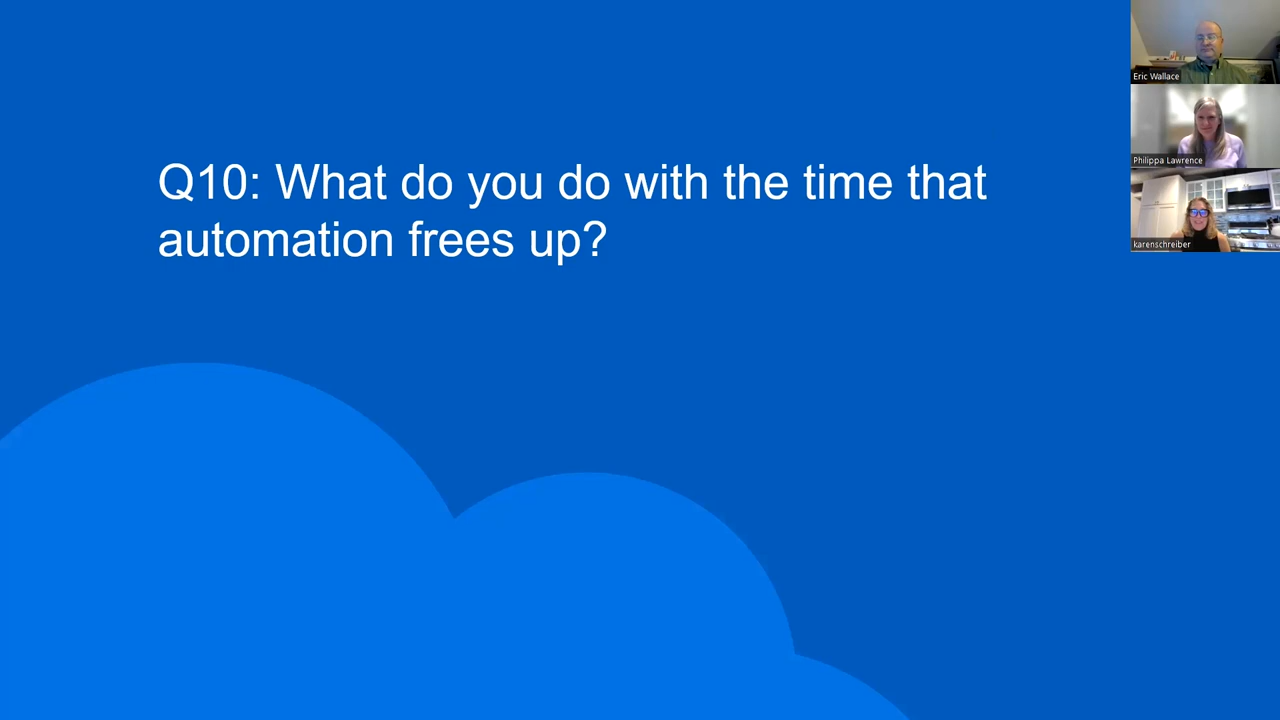 Q10: What do you do with the time that
automation frees up?
Eric Wallace
Philippa Lawrence
karenschreiber